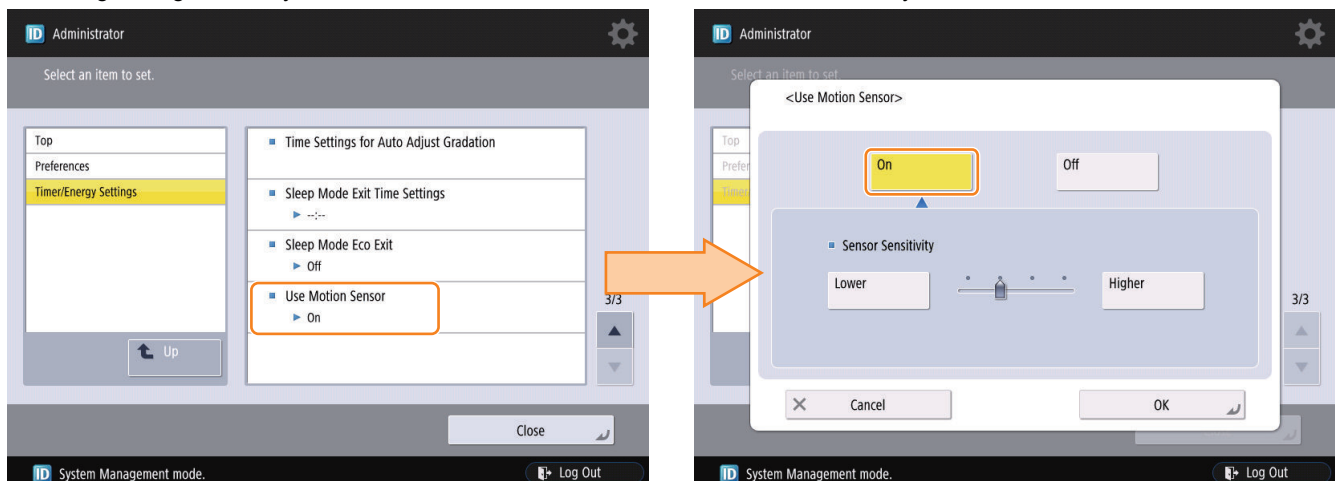 ID Administrator
Select an item to set.
Top
Preferences
Timer/Energy Settings
Up
Time Settings for Auto Adjust Gradation
Sleep Mode Exit Time Settings
--:--
Sleep Mode Eco Exit
Off
Use Motion Sensor
On
3/3
Close
ID System Management mode.
Log Out
ID Administrator
Select an item to set
<Use Motion Sensor>
Top
Prefer
Timer
On
Off
Sensor Sensitivity
Lower
Higher
3/3
Cancel
OK
ID System Management mode.
Log Out